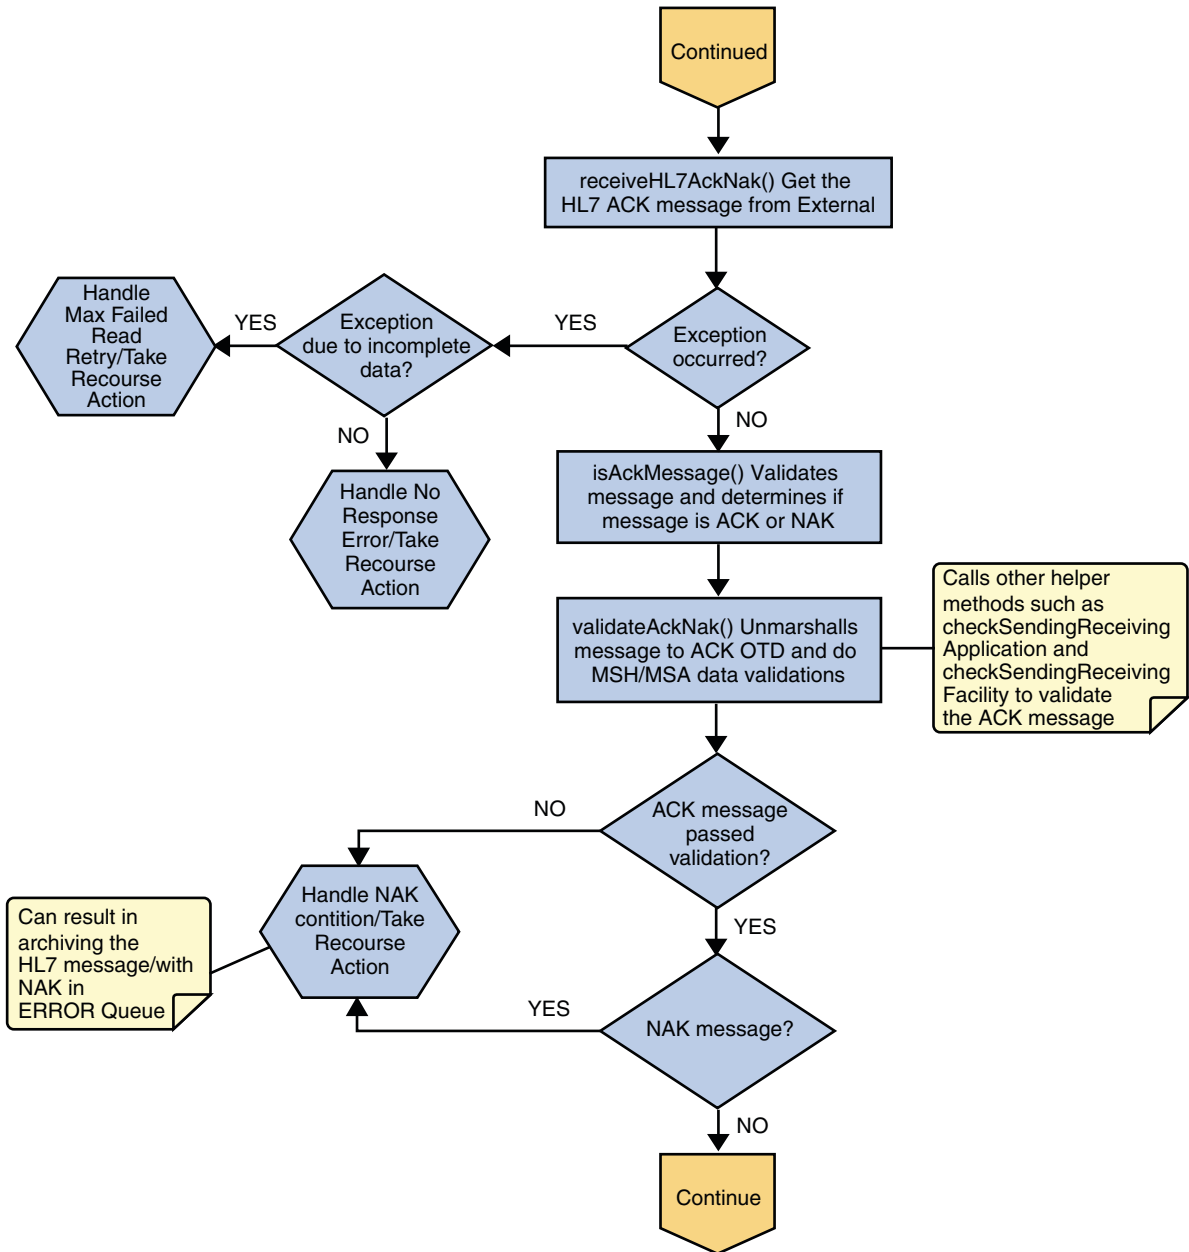 Continued
receiveHL7AckNak() Get the
HL7 ACK message from External
Handle
Max Failed
Read
Retry/Take
Recourse
Action
YES
Exception
due to incomplete
data?
YES
Exception
occurred?
NO
NO
Handle No
Response
Error/Take
Recourse
Action
isAckMessage() Validates
message and determines if
message is ACK or NAK
validateAckNak() Unmarshalls
message to ACK OTD and do
MSH/MSA data validations
Calls other helper
methods such as
checkSendingReceiving
Application and
checkSendingReceiving
Facility to validate
the ACK message
NO
ACK message
passed
validation?
Handle NAK
contition/Take
Recourse
Action
Can result in
archiving the
HL7 message/with
NAK in
ERROR Queue
YES
YES
NAK message?
NO
Continue